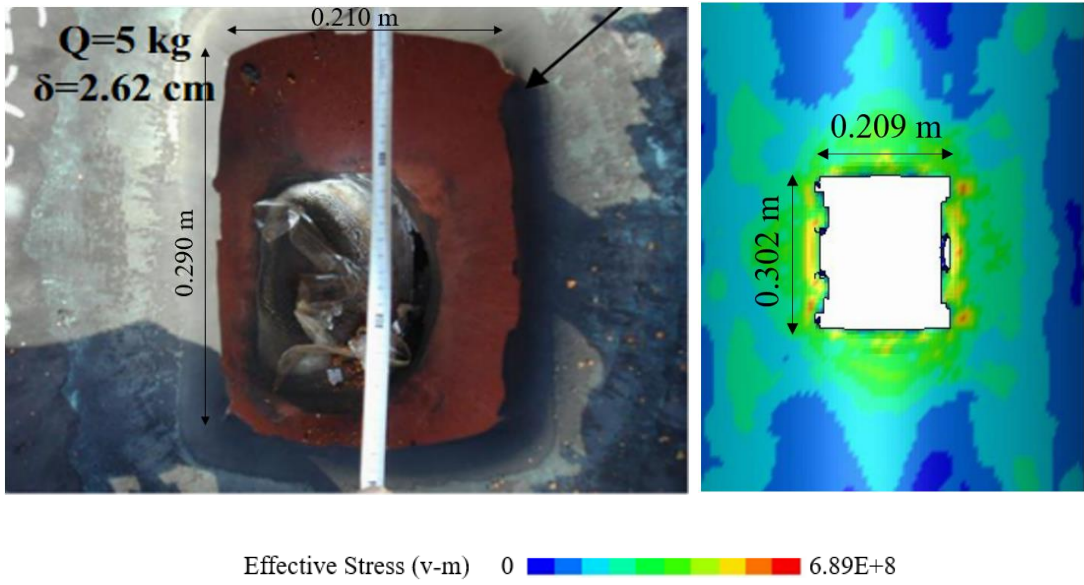 0.210 m
Q=5 kg
δ=2.62 cm
0.290 m
0.209 m
0.302 m
Effective Stress (v-m) 0 6.89E+8